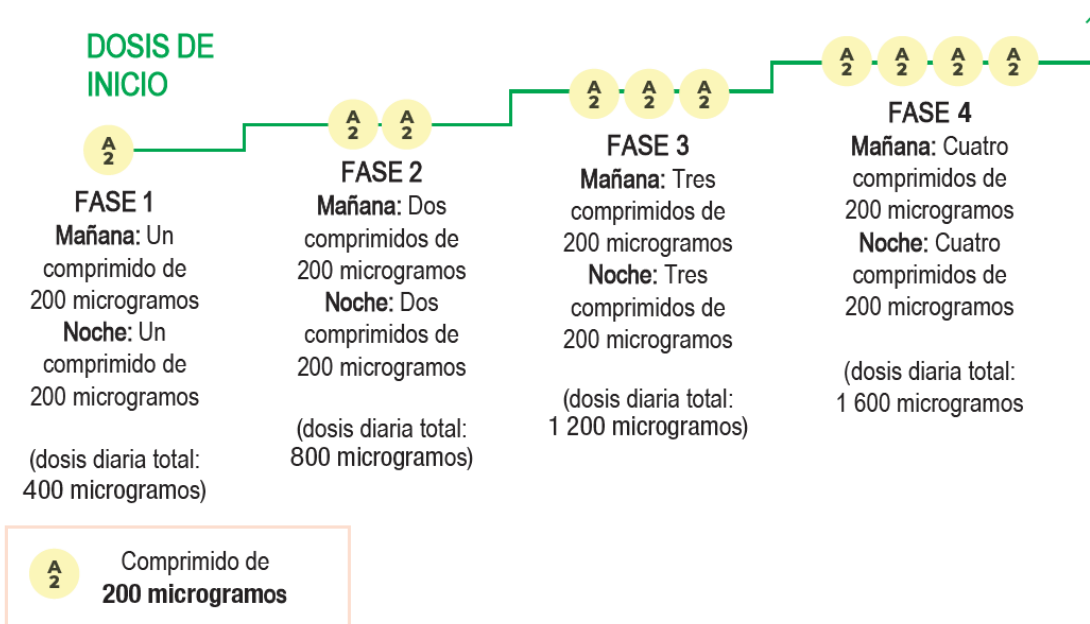 DOSIS DE
INICIO
A
2
FASE 1
Mañana: Un
comprimido de
200 microgramos
Noche: Un
comprimido de
200 microgramos
(dosis diaria total:
400 microgramos)
A A
2 2
FASE 2
Mañana: Dos
comprimidos de
200 microgramos
Noche: Dos
comprimidos de
200 microgramos
(dosis diaria total:
800 microgramos)
A A A
2 2 2
FASE 3
Mañana: Tres
comprimidos de
200 microgramos
Noche: Tres
comprimidos de
200 microgramos
(dosis diaria total:
1 200 microgramos)
A A A A
2 2 2 2
FASE 4
Mañana: Cuatro
comprimidos de
200 microgramos
Noche: Cuatro
comprimidos de
200 microgramos
(dosis diaria total:
1 600 microgramos
A
2
Comprimido de
200 microgramos